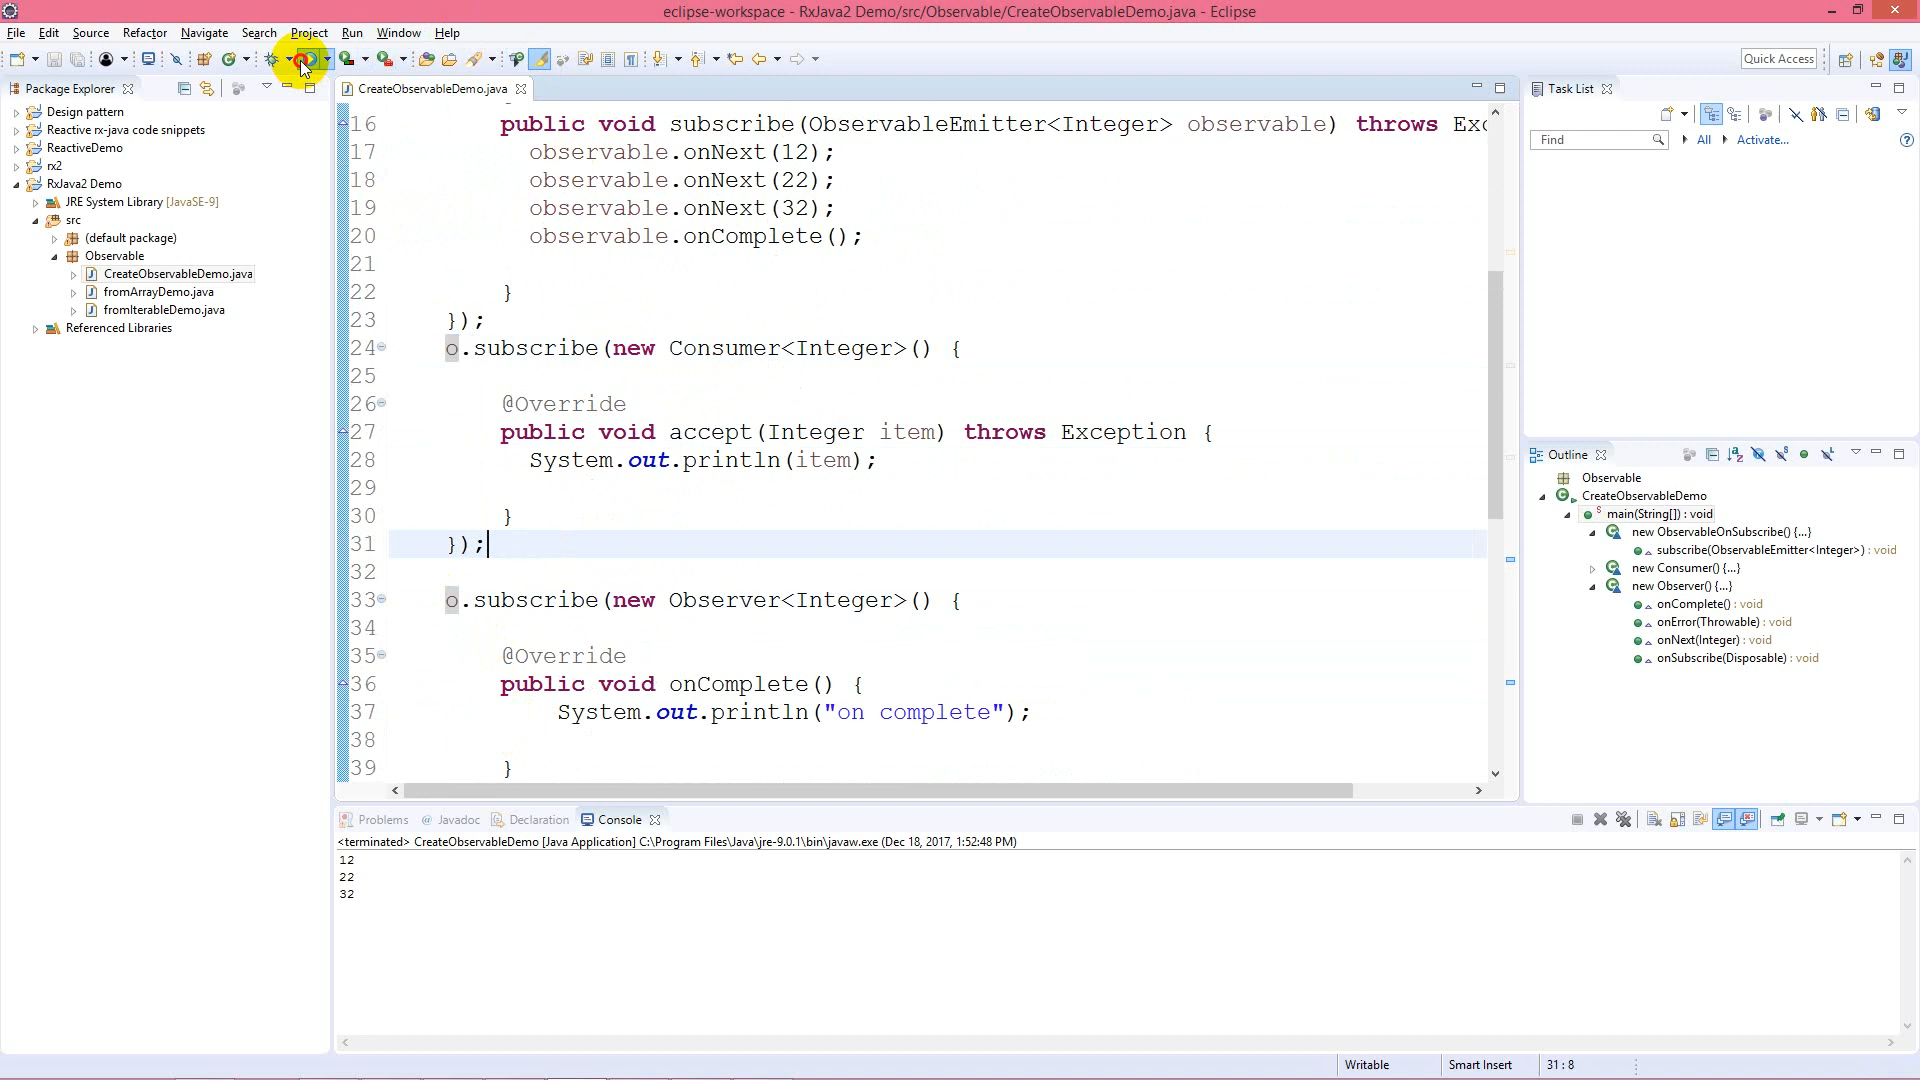 eclipse-workspace - RxJava2 Demo/src/Observable/CreateObservableDemo.java - Eclipse
File Edit Source Refactor Navigate Search Project Run Window Help
Quick Access
Package Explorer
Design pattern
Reactive rx-java code snippets
ReactiveDemo
rx2
RxJava2 Demo
JRE System Library [JavaSE-9]
src
(default package)
Observable
CreateObservableDemo.java
fromArrayDemo.java
fromIterableDemo.java
Referenced Libraries
CreateObservableDemo.java
16 public void subscribe(ObservableEmitter<Integer> observable) throws Exc
17 observable.onNext(12);
18 observable.onNext(22);
19 observable.onNext(32);
20 observable.onComplete();
21
22 }
23 });
24 o.subscribe(new Consumer<Integer>() {
25
26 @Override
27 public void accept(Integer item) throws Exception {
28 System.out.println(item);
29
30 }
31 });
32
33 o.subscribe(new Observer<Integer>() {
34
35 @Override
36 public void onComplete() {
37 System.out.println("on complete");
38
39 }
Task List
Find All Activate...
Outline
Observable
CreateObservableDemo
main(String[]) : void
new ObservableOnSubscribe() {...}
subscribe(ObservableEmitter<Integer>) : void
new Consumer() {...}
new Observer() {...}
onComplete() : void
onError(Throwable) : void
onNext(Integer) : void
onSubscribe(Disposable) : void
Problems @ Javadoc Declaration Console
<terminated> CreateObservableDemo [Java Application] C:\Program Files\Java\jre-9.0.1\bin\javaw.exe (Dec 18, 2017, 1:52:48 PM)
12
22
32
Writable Smart Insert 31 : 8